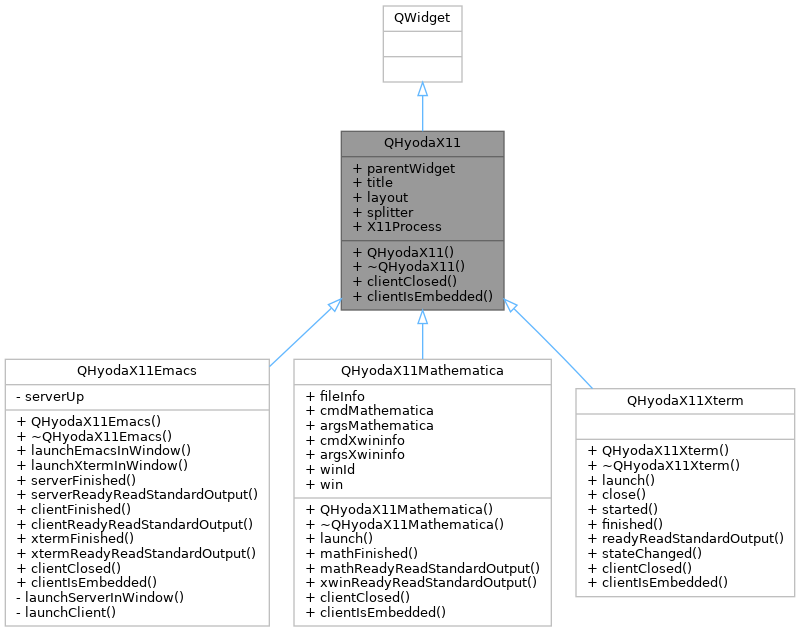 QWidget
QHyodaX11
+ parentWidget
+ title
+ layout
+ splitter
+ X11Process
+ QHyodaX11()
+ ~QHyodaX11()
+ clientClosed()
+ clientIsEmbedded()
QHyodaX11Emacs
- serverUp
+ QHyodaX11Emacs()
+ ~QHyodaX11Emacs()
+ launchEmacsInWindow()
+ launchXtermInWindow()
+ serverFinished()
+ serverReadyReadStandardOutput()
+ clientFinished()
+ clientReadyReadStandardOutput()
+ xtermFinished()
+ xtermReadyReadStandardOutput()
+ clientClosed()
+ clientIsEmbedded()
- launchServerInWindow()
- launchClient()
QHyodaX11Mathematica
+ fileInfo
+ cmdMathematica
+ argsMathematica
+ cmdXwininfo
+ argsXwininfo
+ winId
+ win
+ QHyodaX11Mathematica()
+ ~QHyodaX11Mathematica()
+ launch()
+ mathFinished()
+ mathReadyReadStandardOutput()
+ xwinReadyReadStandardOutput()
+ clientClosed()
+ clientIsEmbedded()
QHyodaX11Xterm
+ QHyodaX11Xterm()
+ ~QHyodaX11Xterm()
+ launch()
+ close()
+ started()
+ finished()
+ readyReadStandardOutput()
+ stateChanged()
+ clientClosed()
+ clientIsEmbedded()